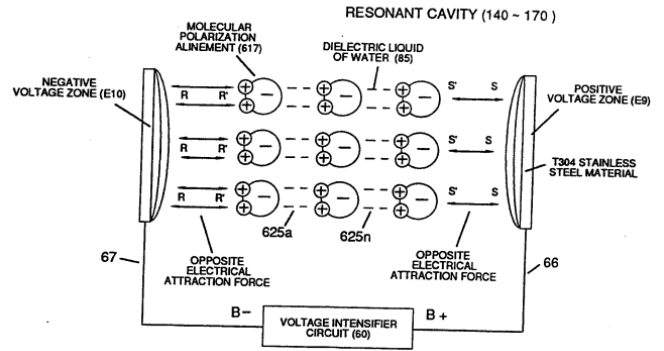 RESONANT CAVITY (140 ~ 170 )
MOLECULAR
POLARIZATION
ALINEMENT (617)
DIELECTRIC LIQUID
OF WATER (85)
NEGATIVE
VOLTAGE ZONE (E10)
POSITIVE
VOLTAGE ZONE (E9)
R R' + + − + + − + + − S' S
R R' + + − + + − + + − S' S
T304 STAINLESS
STEEL MATERIAL
R R' + + − + + − + + − S' S
625a 625n
OPPOSITE
ELECTRICAL
ATTRACTION FORCE
OPPOSITE
ELECTRICAL
ATTRACTION FORCE
67
66
B− B +
VOLTAGE INTENSIFIER
CIRCUIT (60)